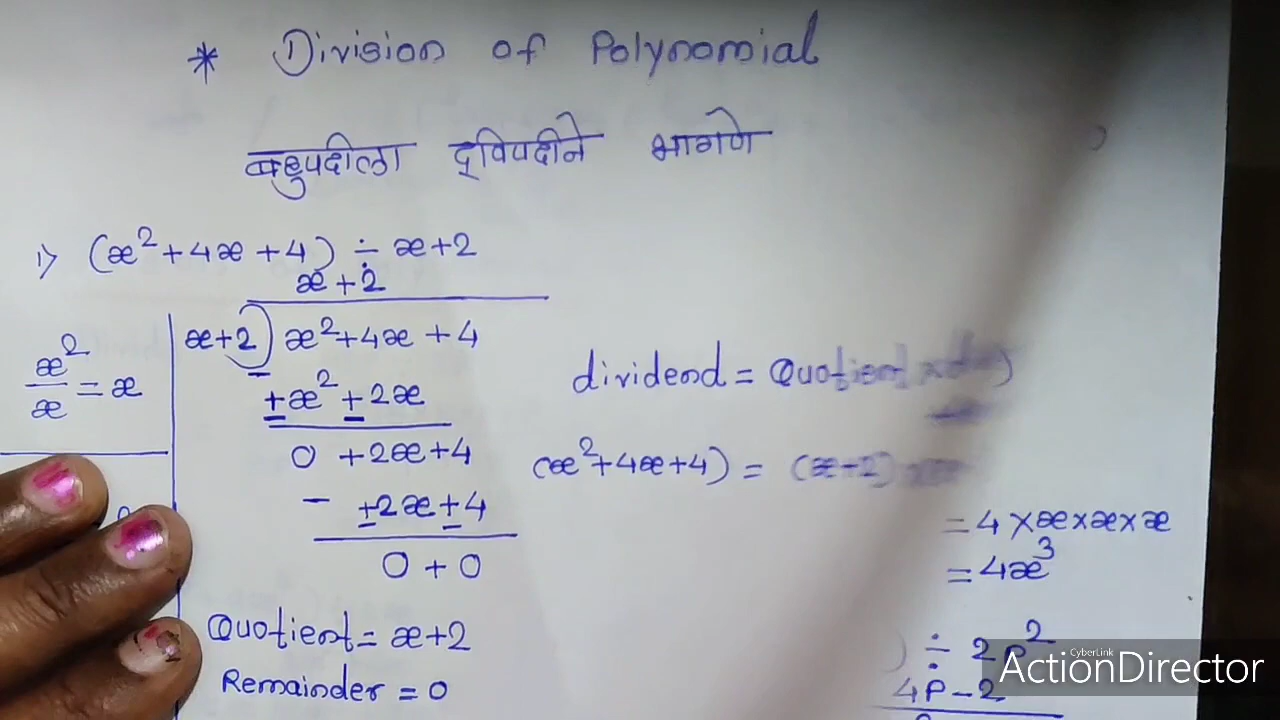 * Division of Polynomial
बहुपदीला द्विपदीने भागणे
1) (x²+4x+4) ÷ x+2
x+2
x+2) x²+4x+4
x²/x = x
- ±x² ±2x
0 +2x+4
- ±2x±4
0 + 0
Quotient = x+2
Remainder = 0
dividend = Quotient ×
(x²+4x+4) = (x+2)
= 4×x×x×x
= 4x³
) ÷ 2P²
4P-2
CyberLink
ActionDirector